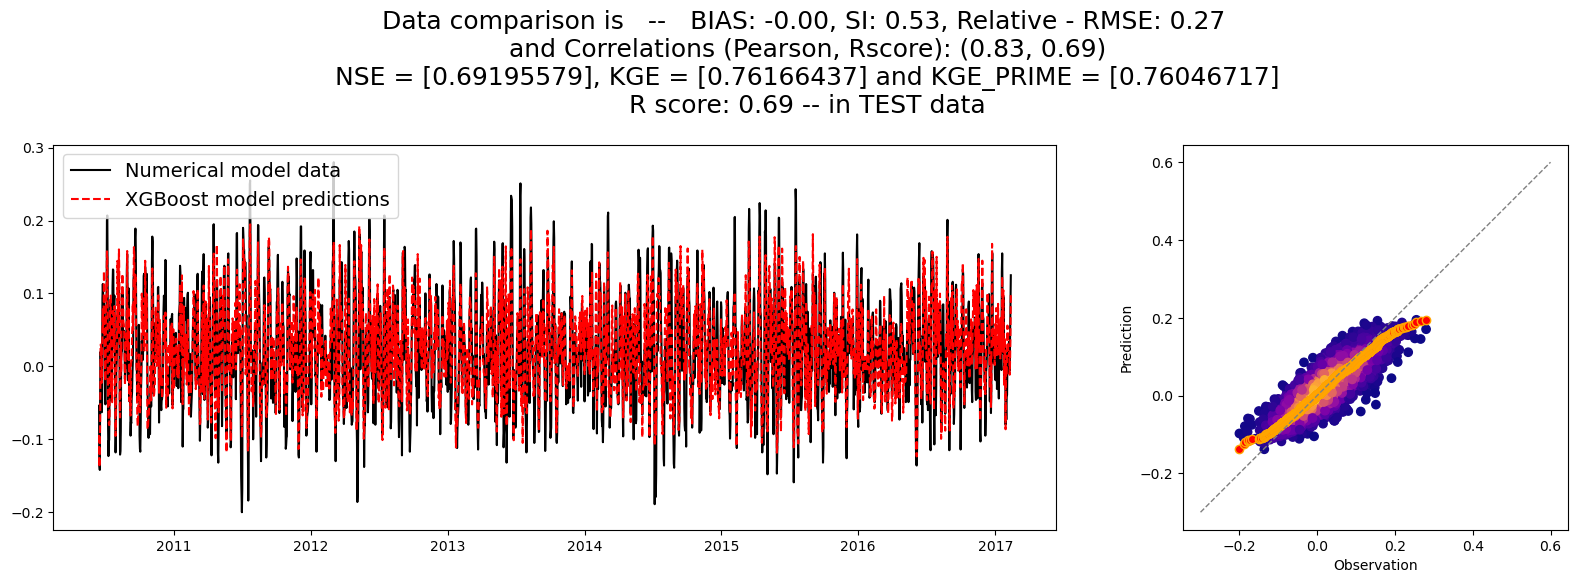 Data comparison is   --   BIAS: -0.00, SI: 0.53, Relative - RMSE: 0.27
and Correlations (Pearson, Rscore): (0.83, 0.69)
NSE = [0.69195579], KGE = [0.76166437] and KGE_PRIME = [0.76046717]
R score: 0.69 -- in TEST data
0.3
0.2
0.1
0.0
−0.1
−0.2
Numerical model data
XGBoost model predictions
2011 2012 2013 2014 2015 2016 2017
Prediction
0.6
0.4
0.2
0.0
−0.2
−0.2 0.0 0.2 0.4 0.6
Observation